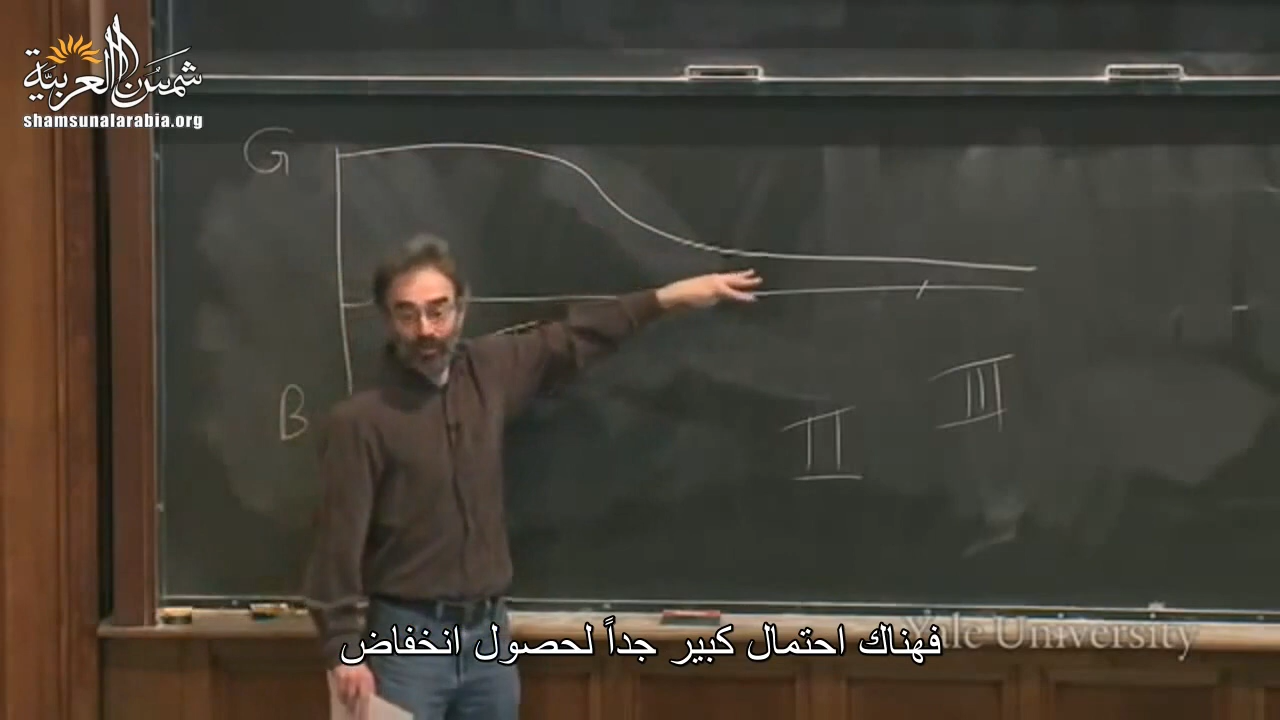 شمس العربية
shamsunalarabia.org
G
B
II
III
فهناك احتمال كبير جداً لحصول انخفاض
Yale University